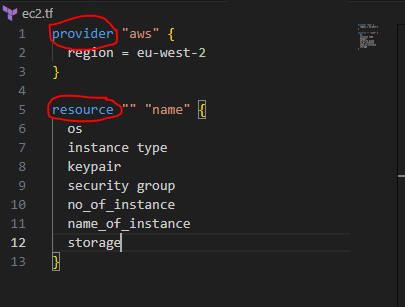 ec2.tf
1 provider "aws" {
2 region = eu-west-2
3 }
4
5 resource "" "name" {
6 os
7 instance type
8 keypair
9 security group
10 no_of_instance
11 name_of_instance
12 storage
13 }